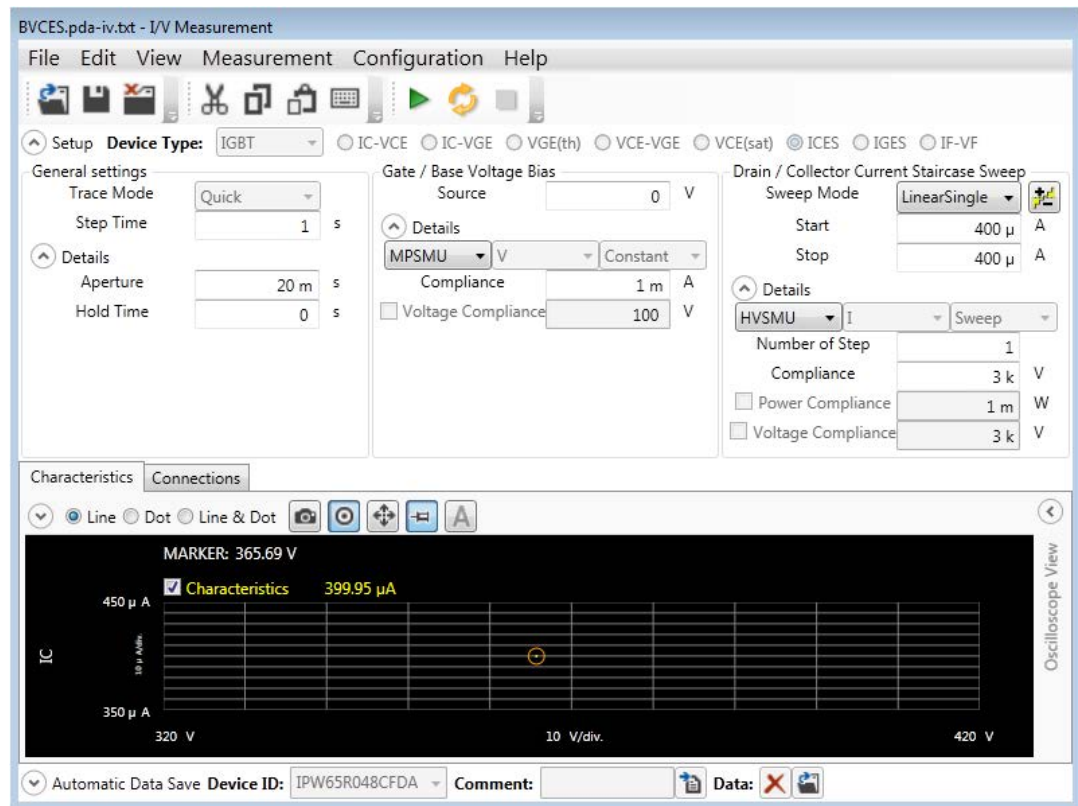 BVCES.pda-iv.txt - I/V Measurement
File Edit View Measurement Configuration Help
Setup Device Type: IGBT IC-VCE IC-VGE VGE(th) VCE-VGE VCE(sat) ICES IGES IF-VF
General settings
Trace Mode Quick
Step Time 1 s
Details
Aperture 20 m s
Hold Time 0 s
Gate / Base Voltage Bias
Source 0 V
Details
MPSMU V Constant
Compliance 1 m A
Voltage Compliance 100 V
Drain / Collector Current Staircase Sweep
Sweep Mode LinearSingle
Start 400 μ A
Stop 400 μ A
Details
HVSMU I Sweep
Number of Step 1
Compliance 3 k V
Power Compliance 1 m W
Voltage Compliance 3 k V
Characteristics Connections
Line Dot Line & Dot A
MARKER: 365.69 V
Characteristics 399.95 μA
450 μ A
IC
10 μ A/div.
350 μ A
320 V 10 V/div. 420 V
Oscilloscope View
Automatic Data Save Device ID: IPW65R048CFDA Comment: Data: